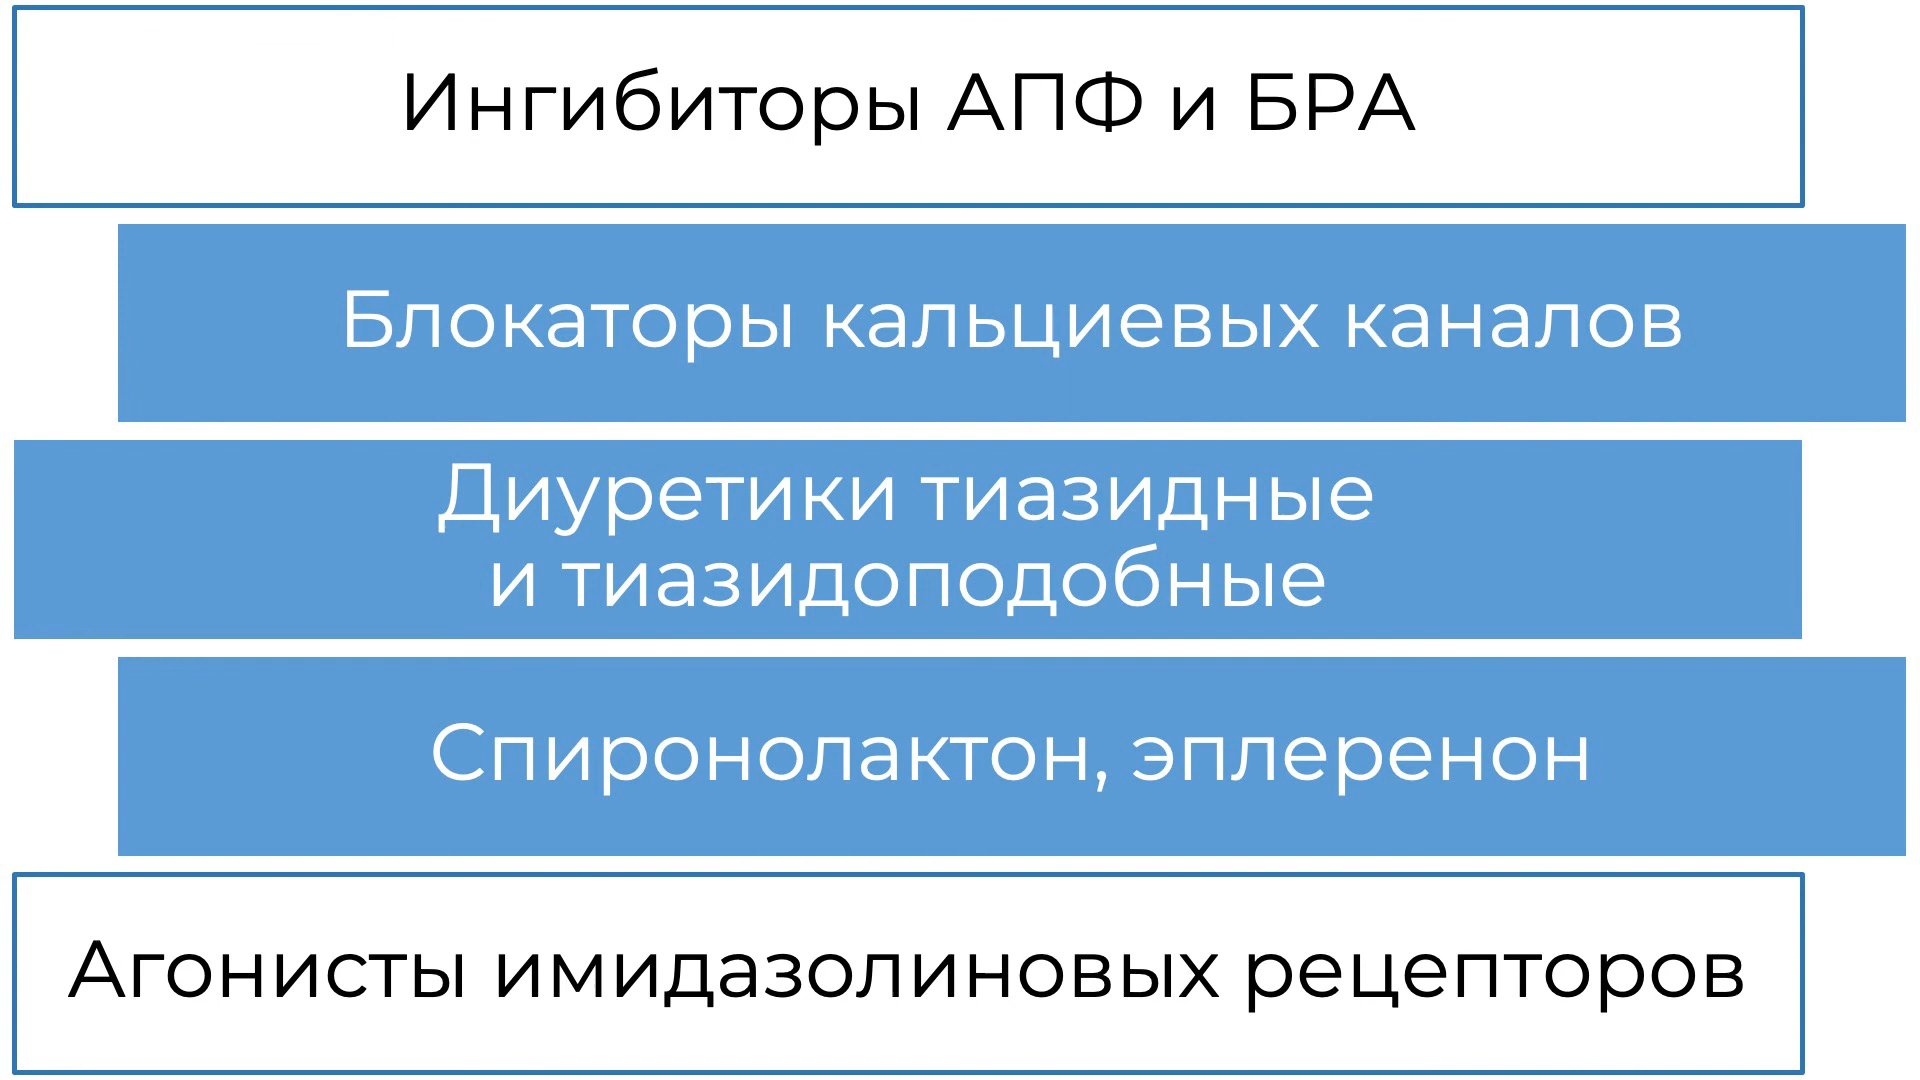 Ингибиторы АПФ и БРА
Блокаторы кальциевых каналов
Диуретики тиазидные
и тиазидоподобные
Спиронолактон, эплеренон
Агонисты имидазолиновых рецепторов